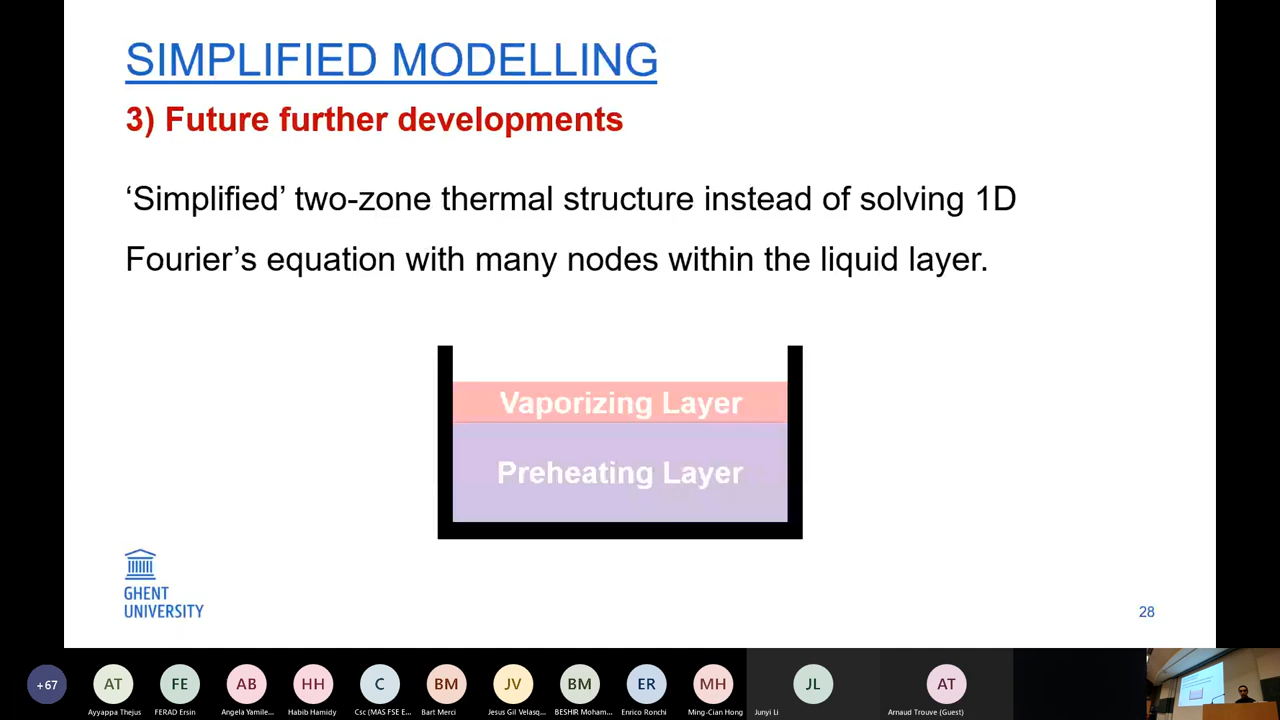 SIMPLIFIED MODELLING
3) Future further developments
‘Simplified’ two-zone thermal structure instead of solving 1D
Fourier’s equation with many nodes within the liquid layer.
Vaporizing Layer
Preheating Layer
GHENT
UNIVERSITY
28
+67
AT
FE
AB
HH
C
BM
JV
BM
ER
MH
JL
AT
Ayyappa Thejus
FERAD Ersin
Angela Yamile...
Habib Hamidy
Csc (MAS FSE E...
Bart Merci
Jesus Gil Velasq...
BESHIR Moham...
Enrico Ronchi
Ming-Cian Hong
Junyi Li
Arnaud Trouve (Guest)